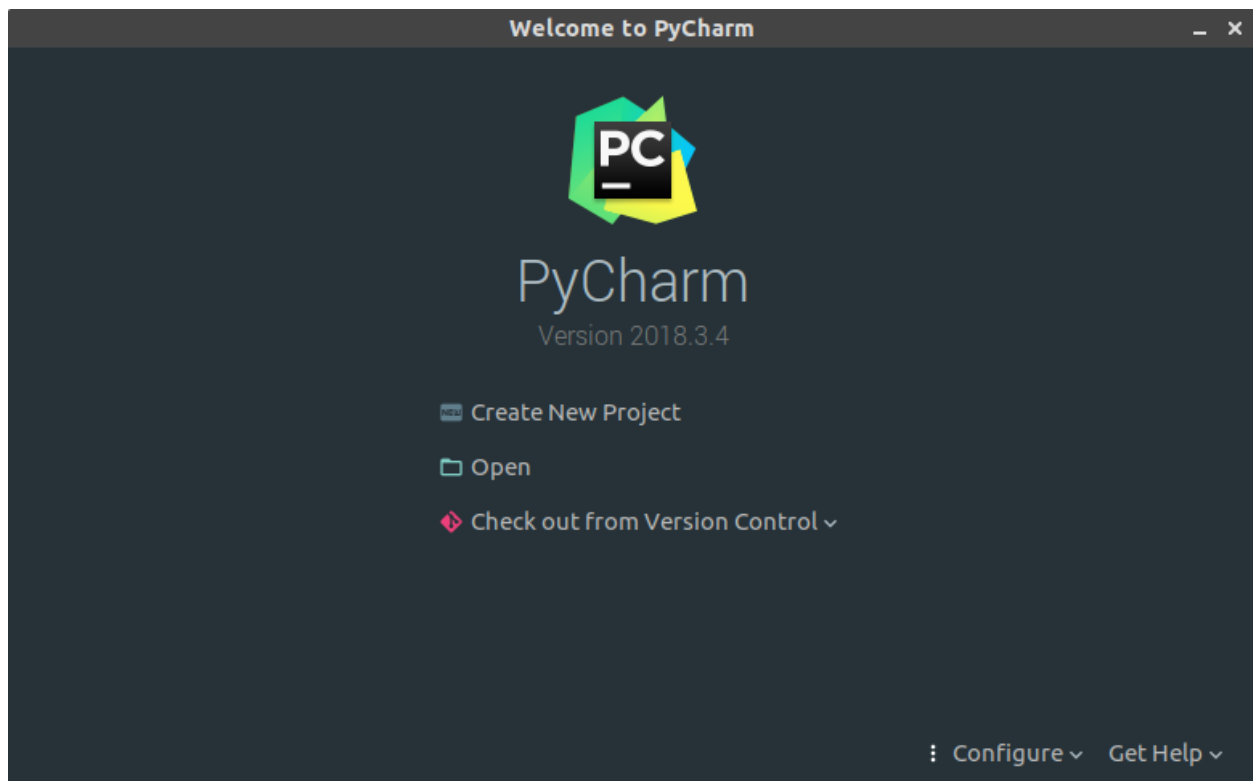 Welcome to PyCharm
PC
PyCharm
Version 2018.3.4
NEW Create New Project
Open
Check out from Version Control
Configure Get Help